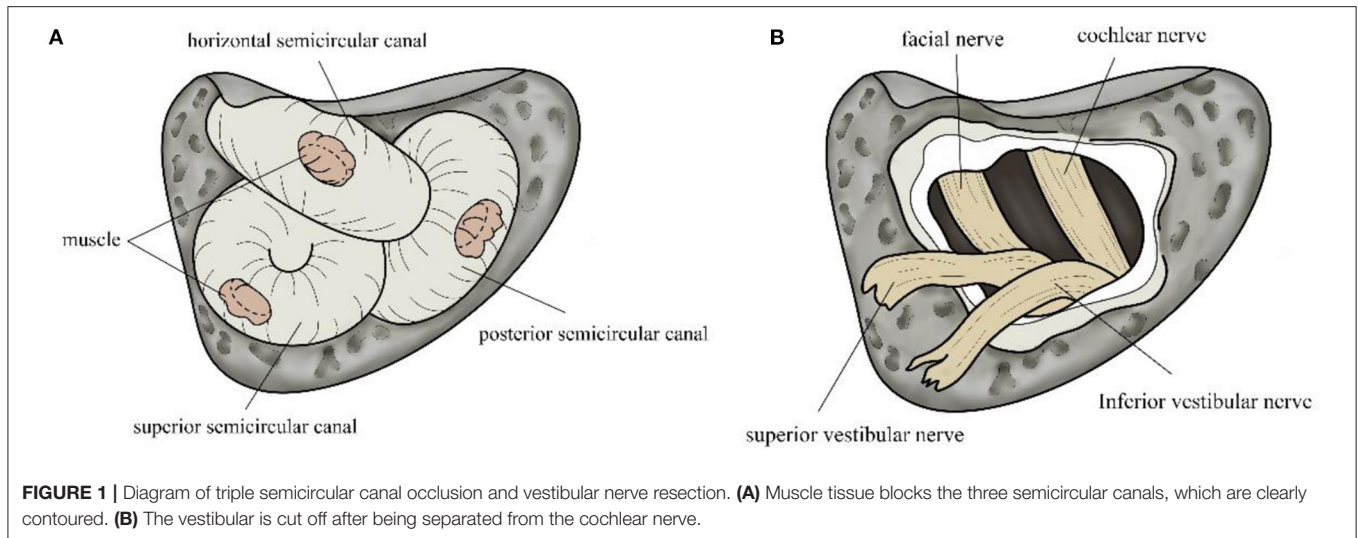 A
horizontal semicircular canal
muscle
posterior semicircular canal
superior semicircular canal
B
facial nerve
cochlear nerve
Inferior vestibular nerve
superior vestibular nerve
FIGURE 1 | Diagram of triple semicircular canal occlusion and vestibular nerve resection. (A) Muscle tissue blocks the three semicircular canals, which are clearly
contoured. (B) The vestibular is cut off after being separated from the cochlear nerve.